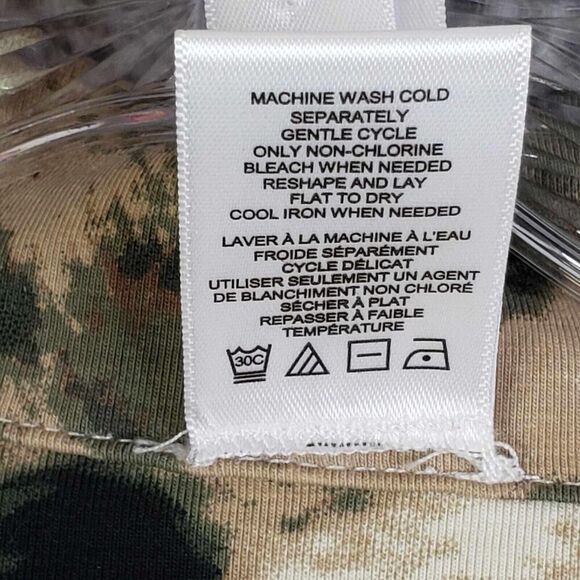 MACHINE WASH COLD
SEPARATELY
GENTLE CYCLE
ONLY NON-CHLORINE
BLEACH WHEN NEEDED
RESHAPE AND LAY
FLAT TO DRY
COOL IRON WHEN NEEDED
LAVER À LA MACHINE À L'EAU
FROIDE SÉPARÉMENT
CYCLE DÉLICAT
UTILISER SEULEMENT UN AGENT
DE BLANCHIMENT NON CHLORÉ
SÉCHER À PLAT
REPASSER À FAIBLE
TEMPÉRATURE
30C